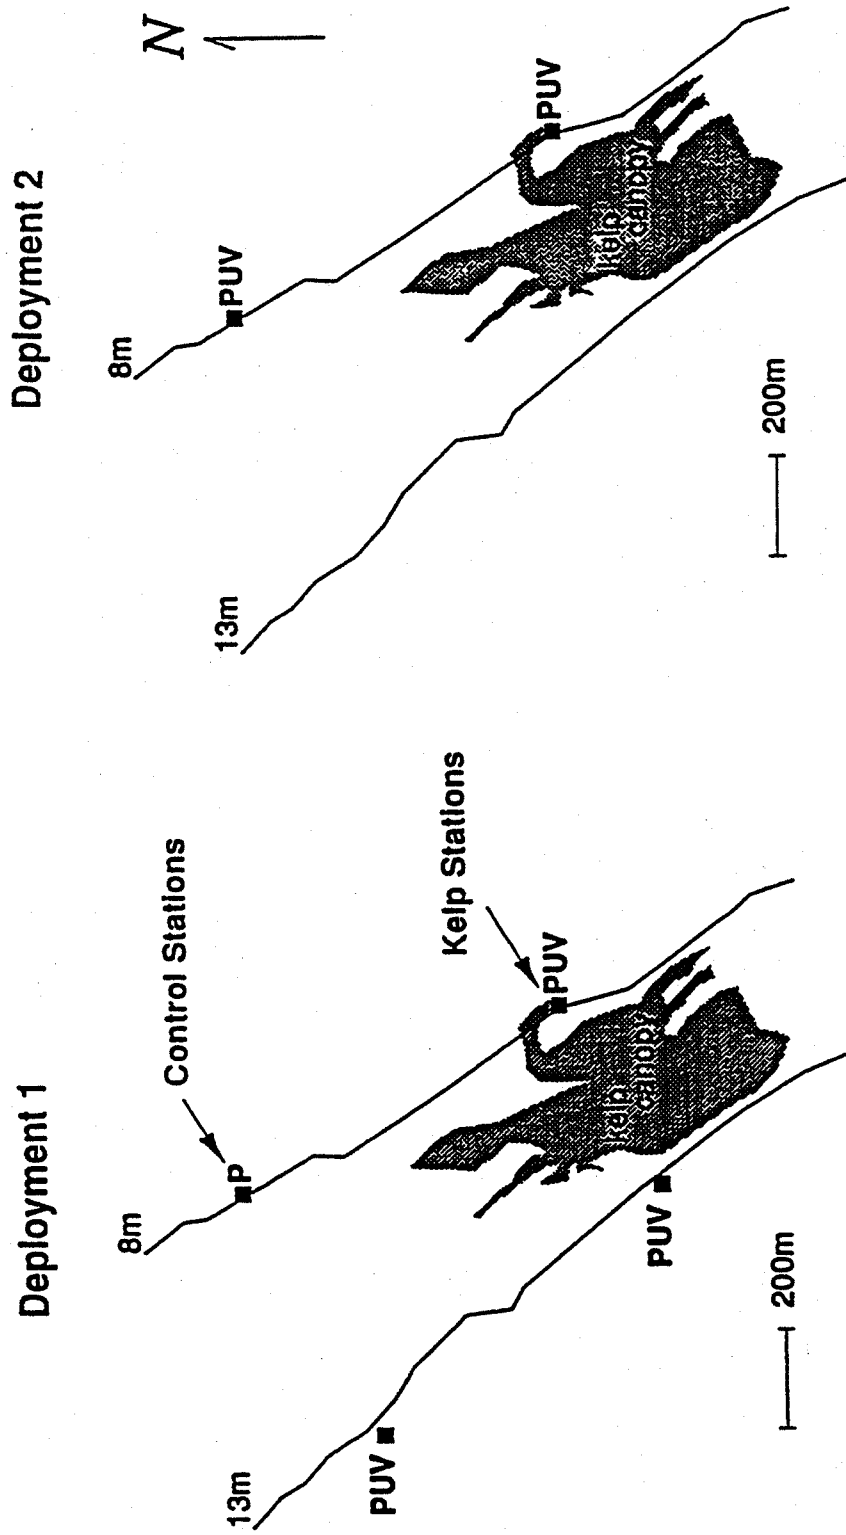 Deployment 1
Control Stations
8m
P
Kelp Stations
PUV
13m
PUV
kelp
canopy
PUV
200m
Deployment 2
N
8m
PUV
PUV
13m
kelp
canopy
200m